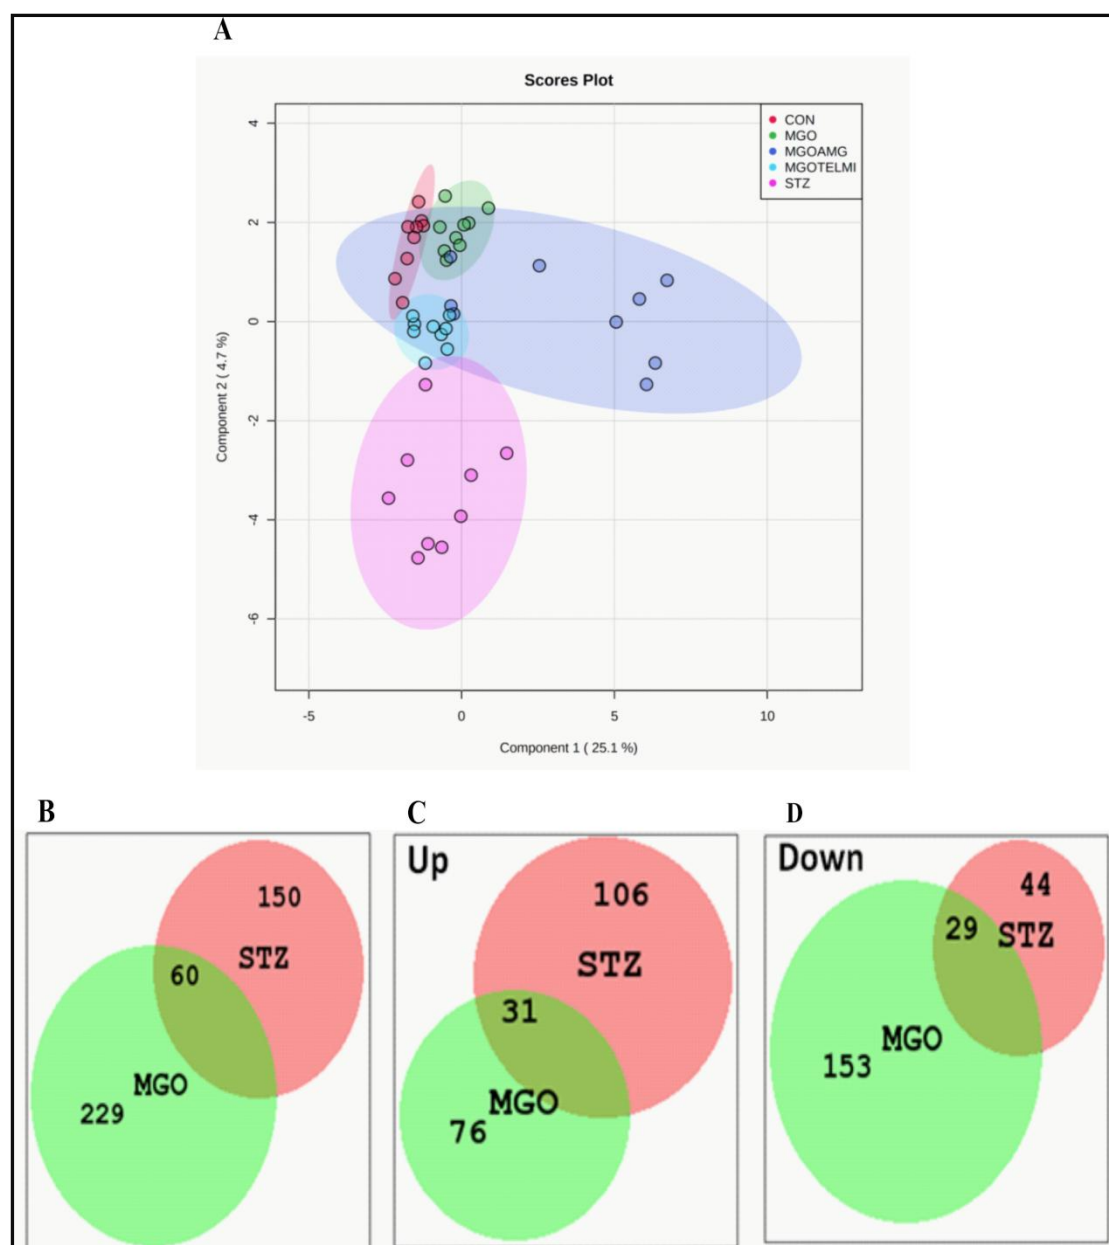 A
Scores Plot
CON
MGO
MGOAMG
MGOTELMI
STZ
4
2
0
-2
-4
-6
Component 2 ( 4.7 %)
-5
0
5
10
Component 1 ( 25.1 %)
B
150
STZ
60
MGO
229
C
Up
106
STZ
31
MGO
76
D
Down
44
29
STZ
MGO
153